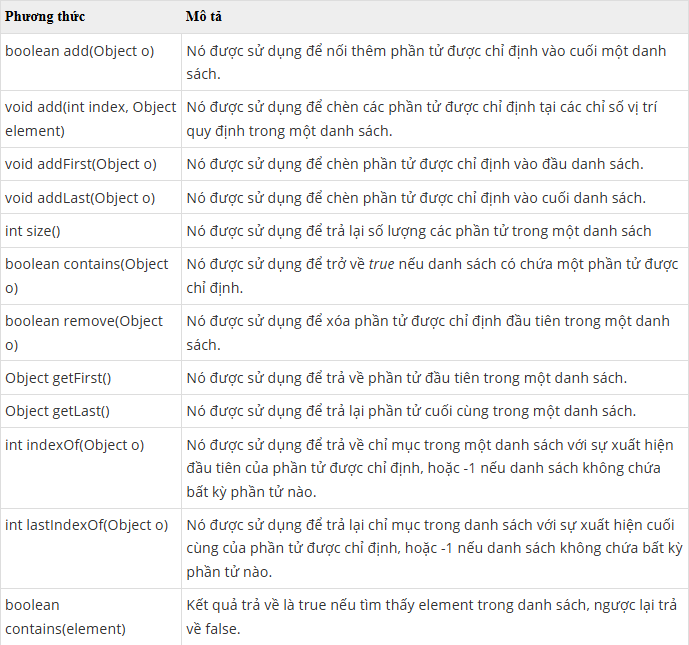 Phương thức Mô tả
boolean add(Object o) Nó được sử dụng để nối thêm phần tử được chỉ định vào cuối một danh
sách.
void add(int index, Object Nó được sử dụng để chèn các phần tử được chỉ định tại các chỉ số vị trí
element) quy định trong một danh sách.
void addFirst(Object o) Nó được sử dụng để chèn phần tử được chỉ định vào đầu danh sách.
void addLast(Object o) Nó được sử dụng để chèn phần tử được chỉ định vào cuối danh sách.
int size() Nó được sử dụng để trả lại số lượng các phần tử trong một danh sách
boolean contains(Object Nó được sử dụng để trở về true nếu danh sách có chứa một phần tử được
o) chỉ định.
boolean remove(Object Nó được sử dụng để xóa phần tử được chỉ định đầu tiên trong một danh
o) sách.
Object getFirst() Nó được sử dụng để trả về phần tử đầu tiên trong một danh sách.
Object getLast() Nó được sử dụng để trả lại phần tử cuối cùng trong một danh sách.
int indexOf(Object o) Nó được sử dụng để trả về chỉ mục trong một danh sách với sự xuất hiện
đầu tiên của phần tử được chỉ định, hoặc -1 nếu danh sách không chứa
bất kỳ phần tử nào.
int lastIndexOf(Object o) Nó được sử dụng để trả lại chỉ mục trong danh sách với sự xuất hiện cuối
cùng của phần tử được chỉ định, hoặc -1 nếu danh sách không chứa bất kỳ
phần tử nào.
boolean Kết quả trả về là true nếu tìm thấy element trong danh sách, ngược lại trả
contains(element) về false.